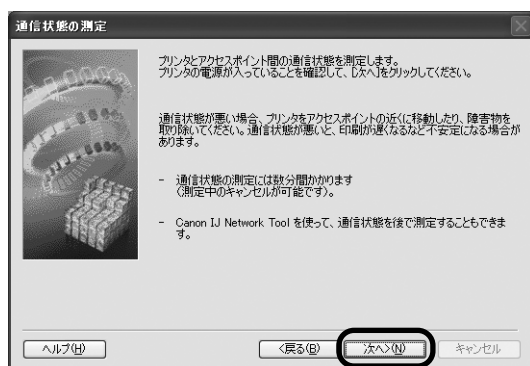 通信状態の測定
プリンタとアクセスポイント間の通信状態を測定します。
プリンタの電源が入っていることを確認して、[次へ]をクリックしてください。
通信状態が悪い場合、プリンタをアクセスポイントの近くに移動したり、障害物を
取り除いてください。通信状態が悪いと、印刷が遅くなるなど不安定になる場合が
あります。
- 通信状態の測定には数分間かかります
(測定中のキャンセルが可能です)。
- Canon IJ Network Tool を使って、通信状態を後で測定することもできま
す。
ヘルプ(H)
<戻る(B)
次へ>(N)
キャンセル